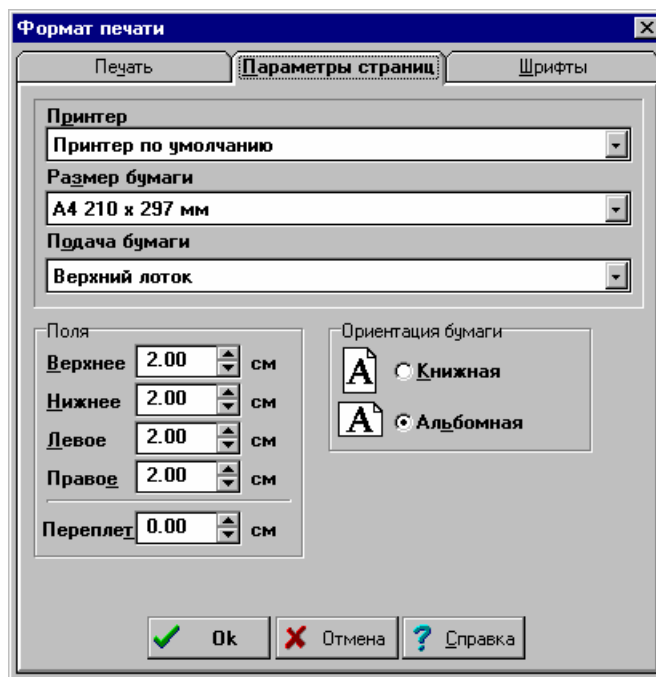 Формат печати
Печать Параметры страниц Шрифты
Принтер
Принтер по умолчанию
Размер бумаги
A4 210 x 297 мм
Подача бумаги
Верхний лоток
Поля
Верхнее 2.00 см
Нижнее 2.00 см
Левое 2.00 см
Правое 2.00 см
Переплет 0.00 см
Ориентация бумаги
A Книжная
A Альбомная
Ok Отмена ? Справка